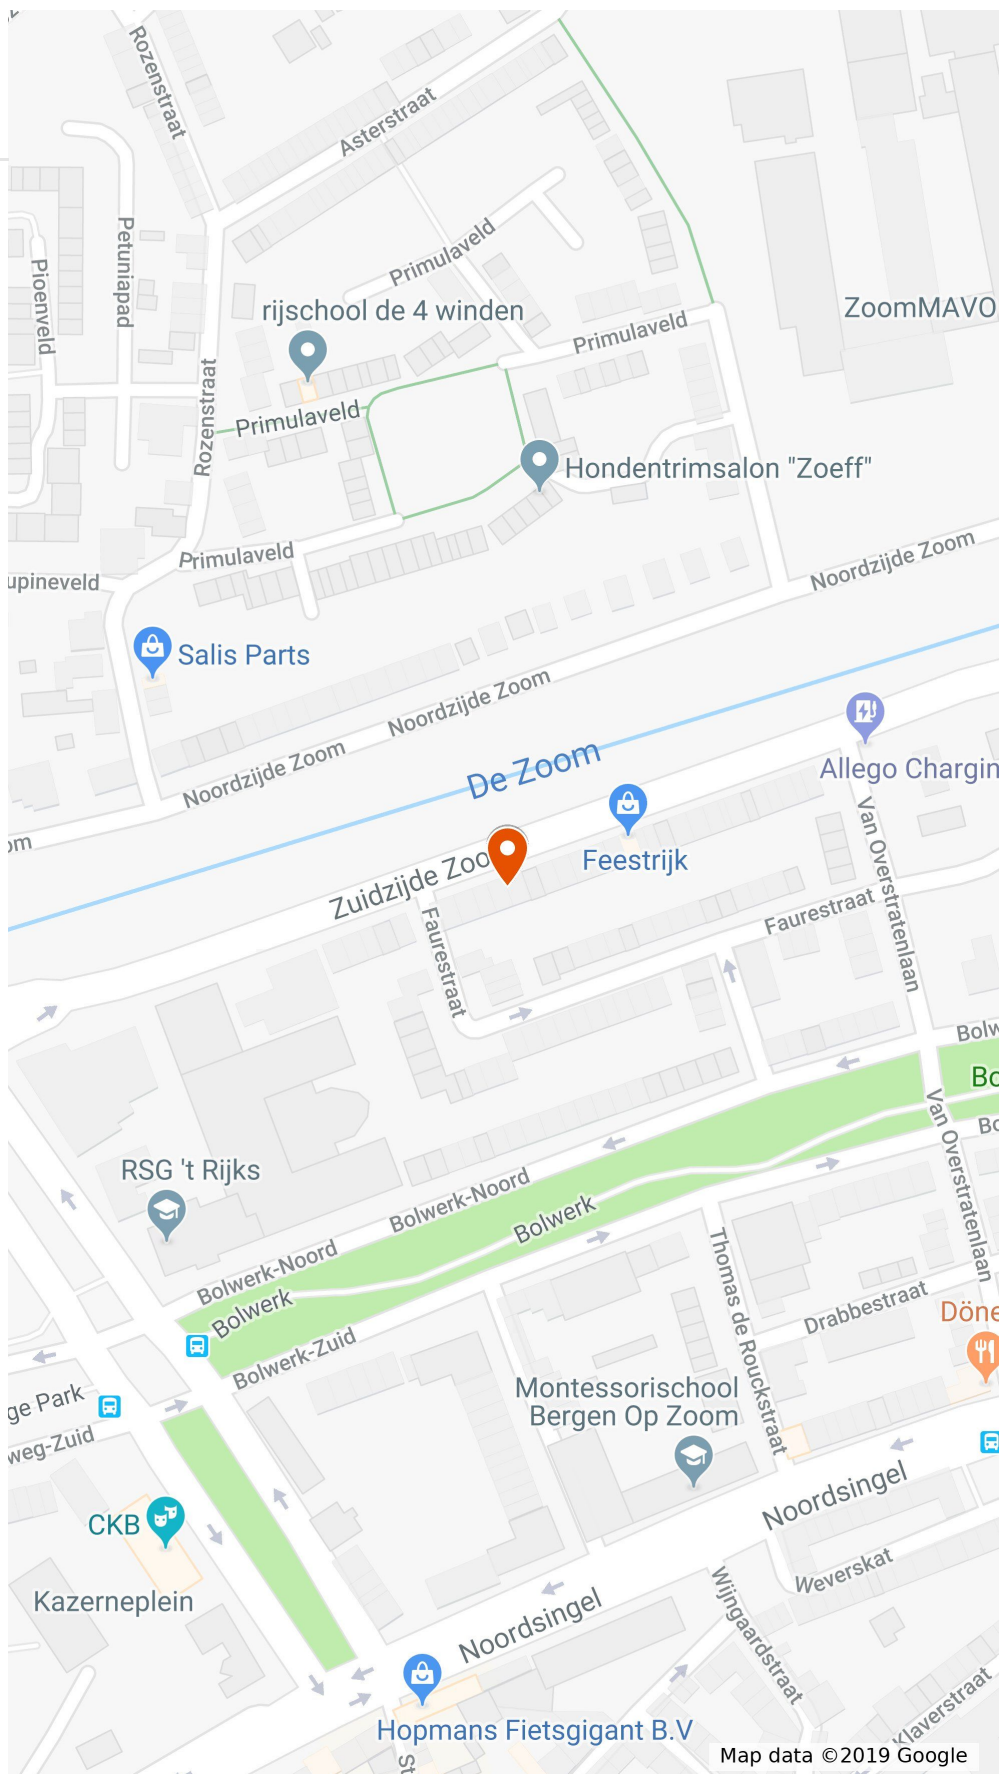 Rozenstraat
Asterstraat
Petuniapad
Primulaveld
Pioenveld
rijschool de 4 winden
ZoomMAVO
Primulaveld
Rozenstraat
Primulaveld
Hondentrimsalon "Zoeff"
Primulaveld
Noordzijde Zoom
upineveld
Salis Parts
Noordzijde Zoom
Noordzijde Zoom
De Zoom
Allego Chargin
om
Feestrijk
Zuidzijde Zoo
Van Overstratenlaan
Faurestraat
Faurestraat
Bolw
Bo
Van Overstratenlaan
Bo
RSG 't Rijks
Bolwerk-Noord
Bolwerk
Bolwerk-Noord
Bolwerk
Thomas de Rouckstraat
Drabbestraat
Döne
Bolwerk-Zuid
Montessorischool
Bergen Op Zoom
ge Park
weg-Zuid
Noordsingel
CKB
Weverskat
Kazerneplein
Noordsingel
Wijngaardstraat
Klaverstraat
Hopmans Fietsgigant B.V
St
Map data ©2019 Google